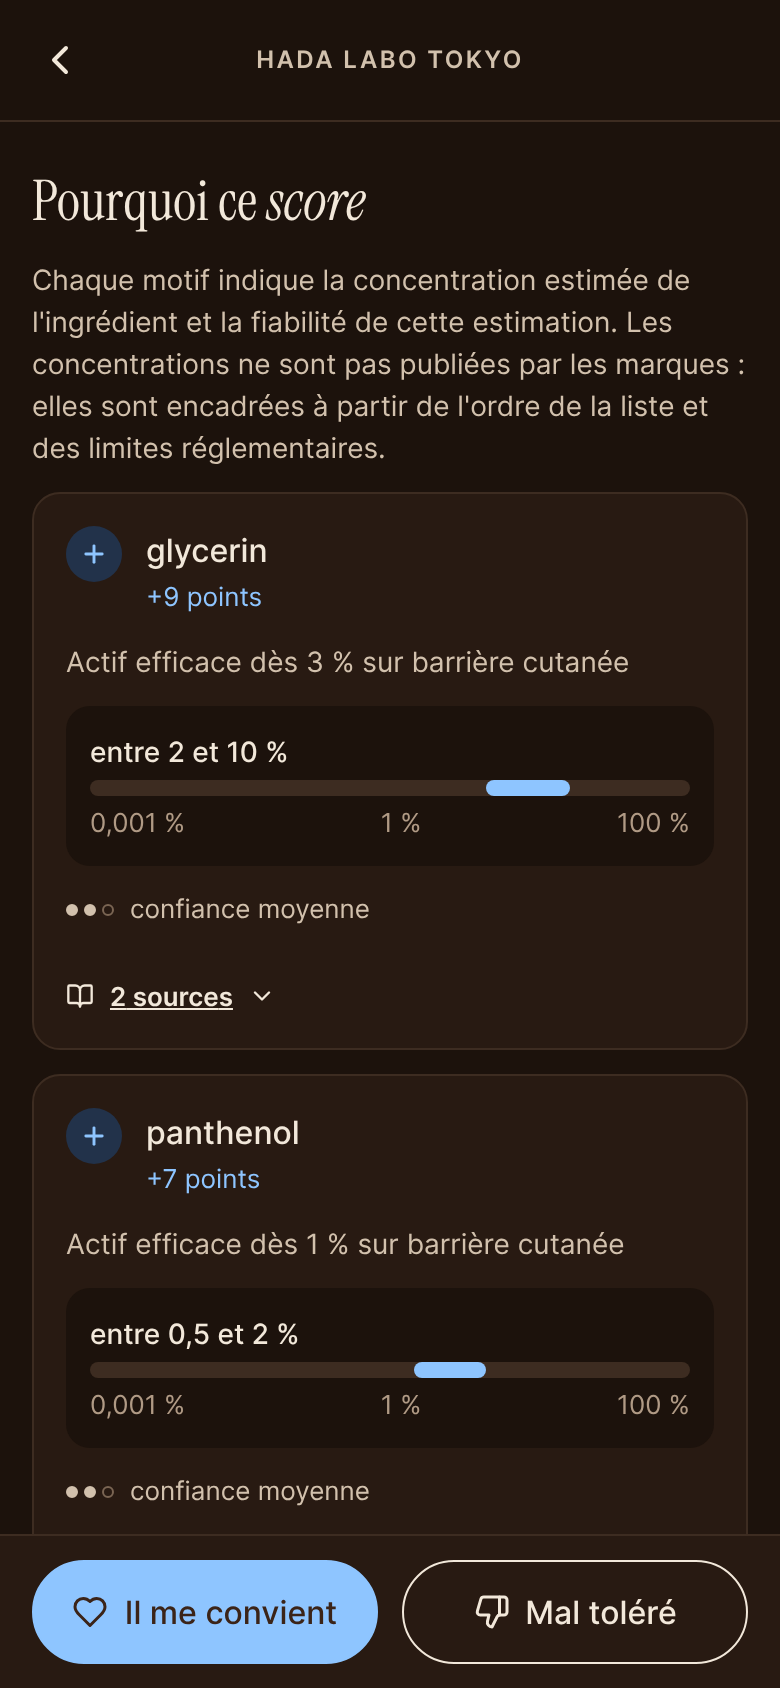 HADA LABO TOKYO
Pourquoi ce score
Chaque motif indique la concentration estimée de
l'ingrédient et la fiabilité de cette estimation. Les
concentrations ne sont pas publiées par les marques :
elles sont encadrées à partir de l'ordre de la liste et
des limites réglementaires.
glycerin
+9 points
Actif efficace dès 3 % sur barrière cutanée
entre 2 et 10 %
0,001 % 1 % 100 %
confiance moyenne
2 sources
panthenol
+7 points
Actif efficace dès 1 % sur barrière cutanée
entre 0,5 et 2 %
0,001 % 1 % 100 %
confiance moyenne
Il me convient Mal toléré